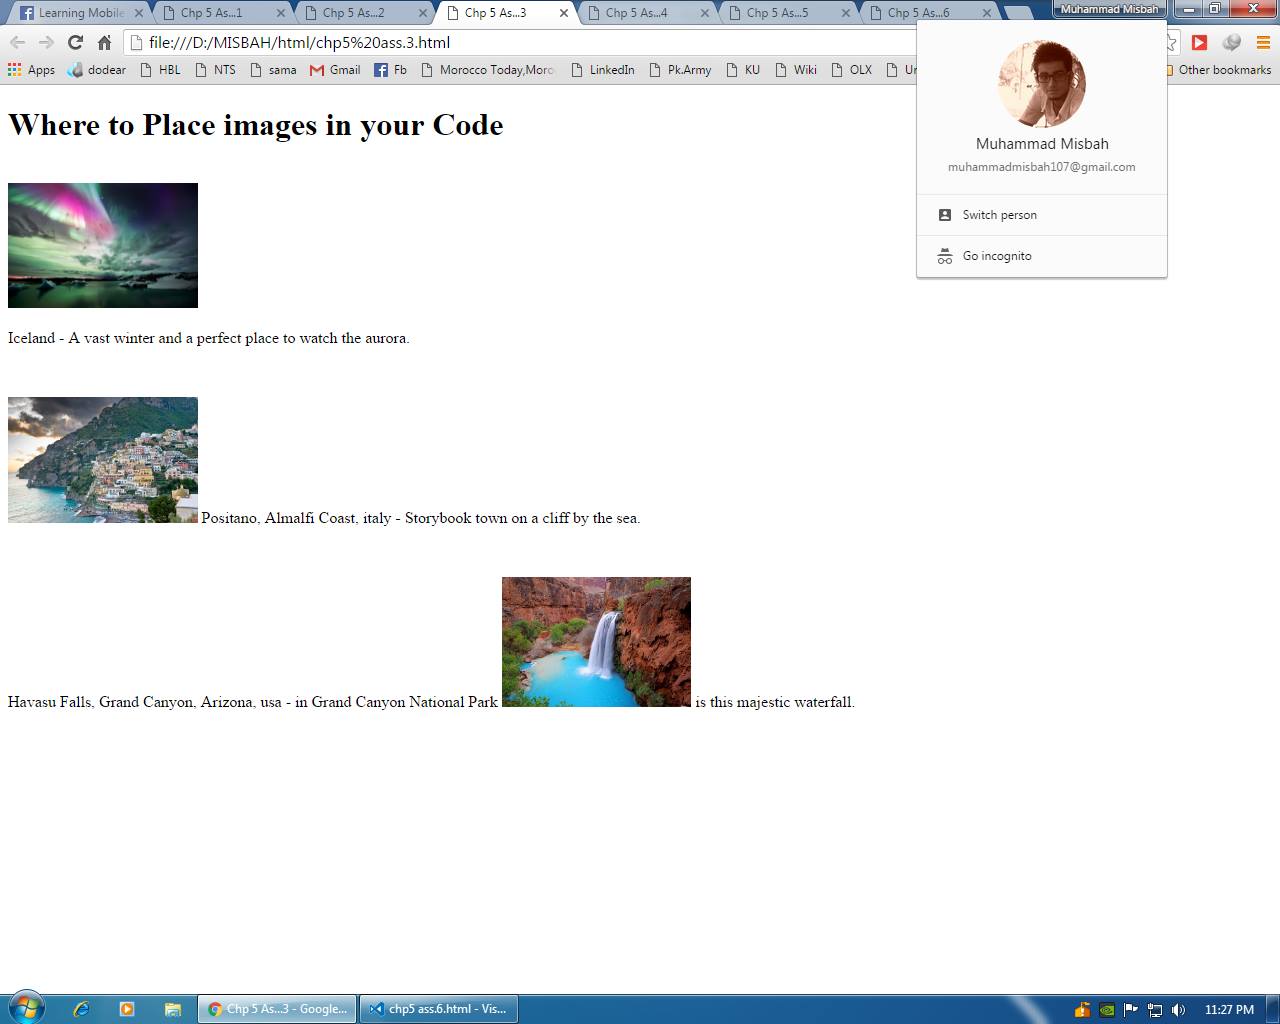 Learning Mobile
Chp 5 As...1
Chp 5 As...2
Chp 5 As...3
Chp 5 As...4
Chp 5 As...5
Chp 5 As...6
Muhammad Misbah
file:///D:/MISBAH/html/chp5%20ass.3.html
Apps dodear HBL NTS sama Gmail Fb Morocco Today,Moro LinkedIn Pk.Army KU Wiki OLX Other bookmarks
Muhammad Misbah
muhammadmisbah107@gmail.com
Switch person
Go incognito
Where to Place images in your Code
Iceland - A vast winter and a perfect place to watch the aurora.
Positano, Almalfi Coast, italy - Storybook town on a cliff by the sea.
Havasu Falls, Grand Canyon, Arizona, usa - in Grand Canyon National Park is this majestic waterfall.
Chp 5 As...3 - Google...
chp5 ass.6.html - Vis...
11:27 PM